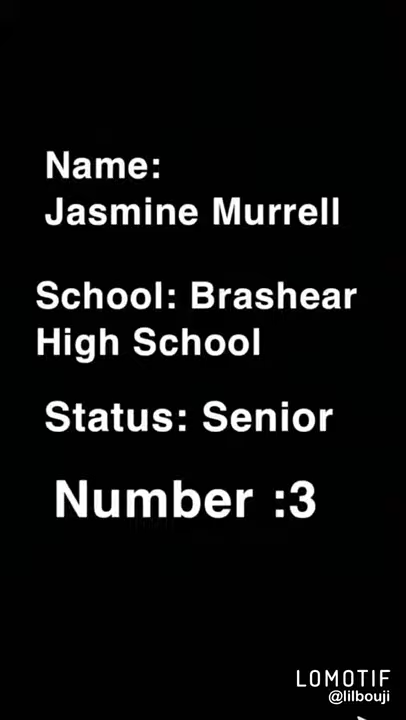 Name:
Jasmine Murrell
School: Brashear
High School
Status: Senior
Number :3
LOMOTIF
@lilbouji